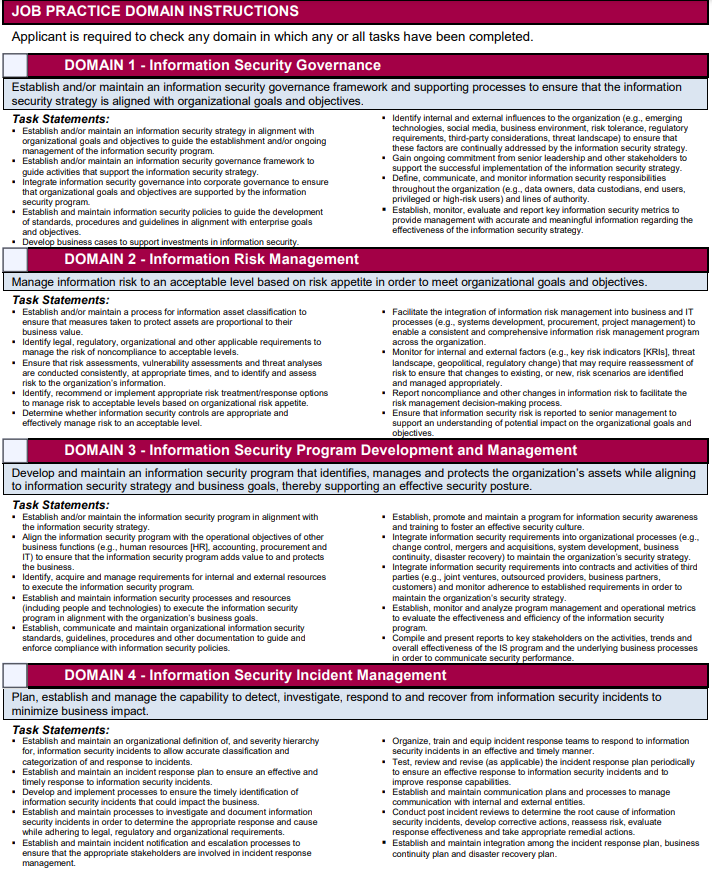 JOB PRACTICE DOMAIN INSTRUCTIONS
Applicant is required to check any domain in which any or all tasks have been completed.
DOMAIN 1 - Information Security Governance
Establish and/or maintain an information security governance framework and supporting processes to ensure that the information
security strategy is aligned with organizational goals and objectives.
Task Statements:
▪ Establish and/or maintain an information security strategy in alignment with
organizational goals and objectives to guide the establishment and/or ongoing
management of the information security program.
▪ Establish and/or maintain an information security governance framework to
guide activities that support the information security strategy.
▪ Integrate information security governance into corporate governance to ensure
that organizational goals and objectives are supported by the information
security program.
▪ Establish and maintain information security policies to guide the development
of standards, procedures and guidelines in alignment with enterprise goals
and objectives.
▪ Develop business cases to support investments in information security.
▪ Identify internal and external influences to the organization (e.g., emerging
technologies, social media, business environment, risk tolerance, regulatory
requirements, third-party considerations, threat landscape) to ensure that
these factors are continually addressed by the information security strategy.
▪ Gain ongoing commitment from senior leadership and other stakeholders to
support the successful implementation of the information security strategy.
▪ Define, communicate, and monitor information security responsibilities
throughout the organization (e.g., data owners, data custodians, end users,
privileged or high-risk users) and lines of authority.
▪ Establish, monitor, evaluate and report key information security metrics to
provide management with accurate and meaningful information regarding the
effectiveness of the information security strategy.
DOMAIN 2 - Information Risk Management
Manage information risk to an acceptable level based on risk appetite in order to meet organizational goals and objectives.
Task Statements:
▪ Establish and/or maintain a process for information asset classification to
ensure that measures taken to protect assets are proportional to their
business value.
▪ Identify legal, regulatory, organizational and other applicable requirements to
manage the risk of noncompliance to acceptable levels.
▪ Ensure that risk assessments, vulnerability assessments and threat analyses
are conducted consistently, at appropriate times, and to identify and assess
risk to the organization's information.
▪ Identify, recommend or implement appropriate risk treatment/response options
to manage risk to acceptable levels based on organizational risk appetite.
▪ Determine whether information security controls are appropriate and
effectively manage risk to an acceptable level.
▪ Facilitate the integration of information risk management into business and IT
processes (e.g., systems development, procurement, project management) to
enable a consistent and comprehensive information risk management program
across the organization.
▪ Monitor for internal and external factors (e.g., key risk indicators [KRIs], threat
landscape, geopolitical, regulatory change) that may require reassessment of
risk to ensure that changes to existing, or new, risk scenarios are identified
and managed appropriately.
▪ Report noncompliance and other changes in information risk to facilitate the
risk management decision-making process.
▪ Ensure that information security risk is reported to senior management to
support an understanding of potential impact on the organizational goals and
objectives.
DOMAIN 3 - Information Security Program Development and Management
Develop and maintain an information security program that identifies, manages and protects the organization's assets while aligning
to information security strategy and business goals, thereby supporting an effective security posture.
Task Statements:
▪ Establish and/or maintain the information security program in alignment with
the information security strategy.
▪ Align the information security program with the operational objectives of other
business functions (e.g., human resources [HR], accounting, procurement and
IT) to ensure that the information security program adds value to and protects
the business.
▪ Identify, acquire and manage requirements for internal and external resources
to execute the information security program.
▪ Establish and maintain information security processes and resources
(including people and technologies) to execute the information security
program in alignment with the organization's business goals.
▪ Establish, communicate and maintain organizational information security
standards, guidelines, procedures and other documentation to guide and
enforce compliance with information security policies.
▪ Establish, promote and maintain a program for information security awareness
and training to foster an effective security culture.
▪ Integrate information security requirements into organizational processes (e.g.,
change control, mergers and acquisitions, system development, business
continuity, disaster recovery) to maintain the organization's security strategy.
▪ Integrate information security requirements into contracts and activities of third
parties (e.g., joint ventures, outsourced providers, business partners,
customers) and monitor adherence to established requirements in order to
maintain the organization's security strategy.
▪ Establish, monitor and analyze program management and operational metrics
to evaluate the effectiveness and efficiency of the information security
program.
▪ Compile and present reports to key stakeholders on the activities, trends and
overall effectiveness of the IS program and the underlying business processes
in order to communicate security performance.
DOMAIN 4 - Information Security Incident Management
Plan, establish and manage the capability to detect, investigate, respond to and recover from information security incidents to
minimize business impact.
Task Statements:
▪ Establish and maintain an organizational definition of, and severity hierarchy
for, information security incidents to allow accurate classification and
categorization of and response to incidents.
▪ Establish and maintain an incident response plan to ensure an effective and
timely response to information security incidents.
▪ Develop and implement processes to ensure the timely identification of
information security incidents that could impact the business.
▪ Establish and maintain processes to investigate and document information
security incidents in order to determine the appropriate response and cause
while adhering to legal, regulatory and organizational requirements.
▪ Establish and maintain incident notification and escalation processes to
ensure that the appropriate stakeholders are involved in incident response
management.
▪ Organize, train and equip incident response teams to respond to information
security incidents in an effective and timely manner.
▪ Test, review and revise (as applicable) the incident response plan periodically
to ensure an effective response to information security incidents and to
improve response capabilities.
▪ Establish and maintain communication plans and processes to manage
communication with internal and external entities.
▪ Conduct post incident reviews to determine the root cause of information
security incidents, develop corrective actions, reassess risk, evaluate
response effectiveness and take appropriate remedial actions.
▪ Establish and maintain integration among the incident response plan, business
continuity plan and disaster recovery plan.